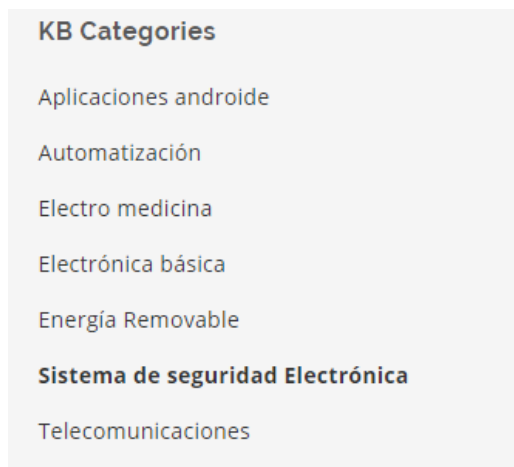 KB Categories
Aplicaciones androide
Automatización
Electro medicina
Electrónica básica
Energía Removable
Sistema de seguridad Electrónica
Telecomunicaciones